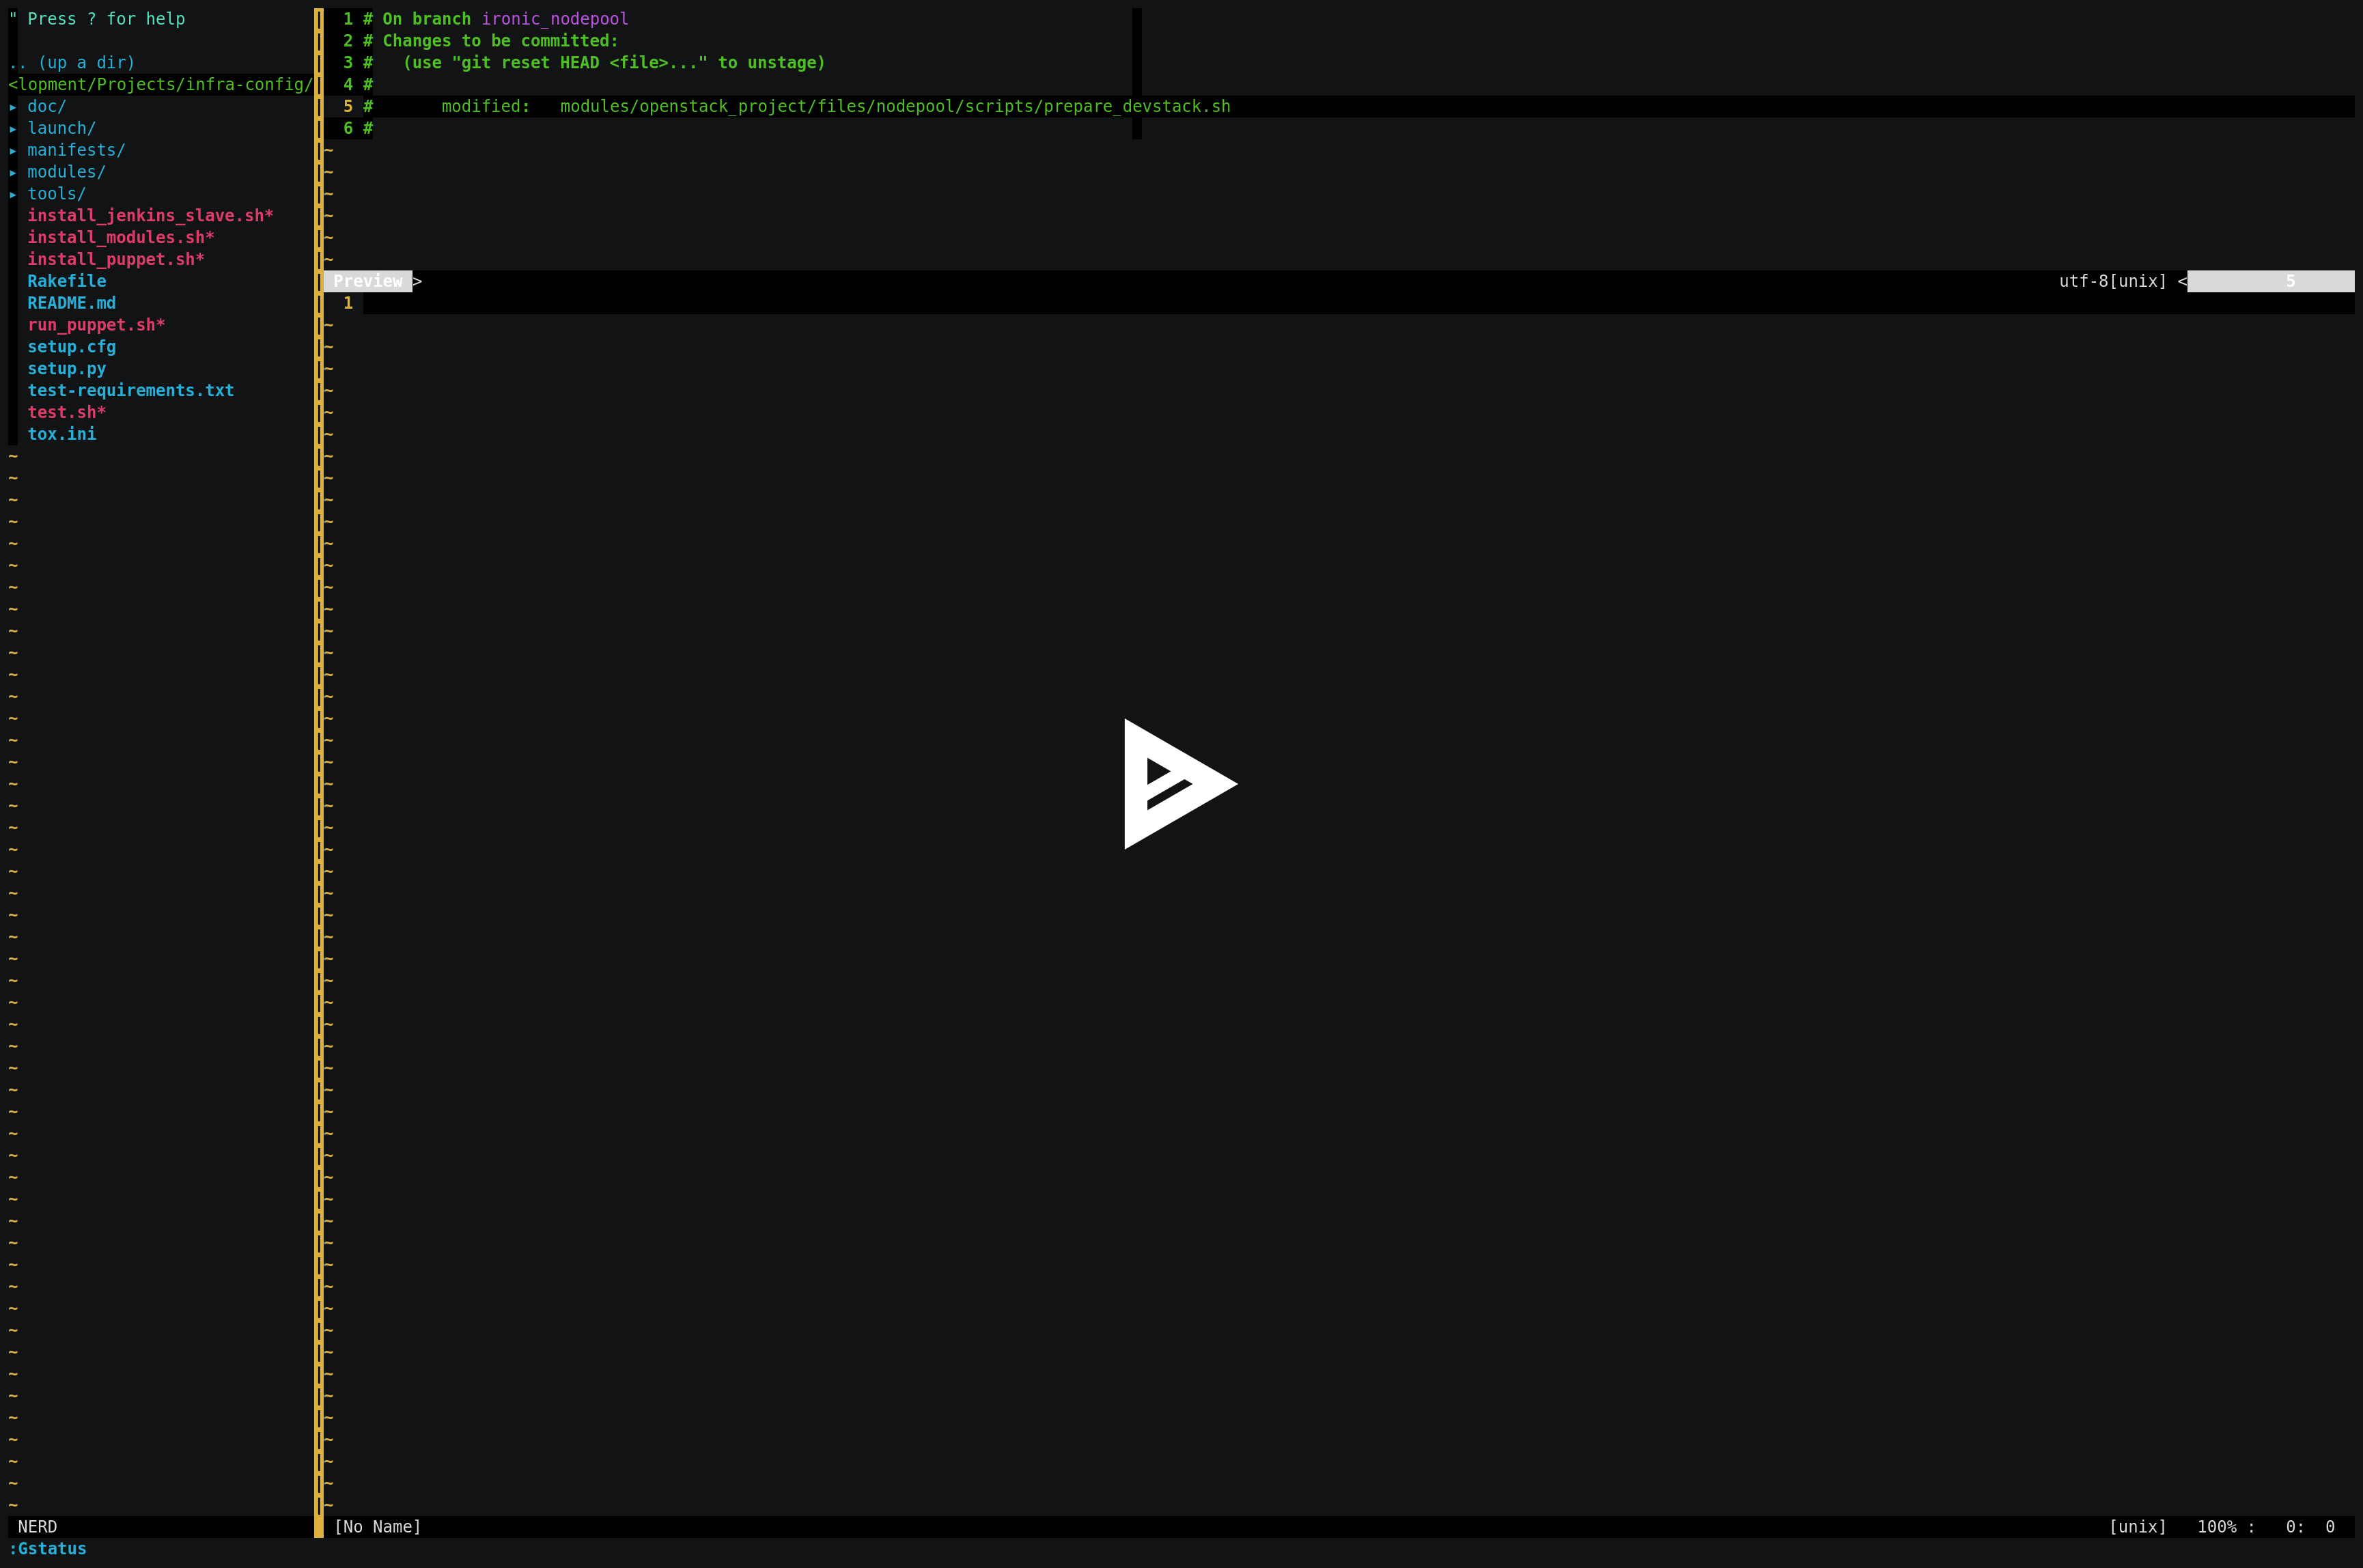 " Press ? for help
.. (up a dir)
<lopment/Projects/infra-config/
▸ doc/
▸ launch/
▸ manifests/
▸ modules/
▸ tools/
install_jenkins_slave.sh*
install_modules.sh*
install_puppet.sh*
Rakefile
README.md
run_puppet.sh*
setup.cfg
setup.py
test-requirements.txt
test.sh*
tox.ini
NERD
1 # On branch ironic_nodepool
2 # Changes to be committed:
3 #   (use "git reset HEAD <file>..." to unstage)
4 #
5 #       modified:   modules/openstack_project/files/nodepool/scripts/prepare_devstack.sh
6 #
Preview > utf-8[unix] < 5
1
[No Name] [unix]   100% :   0:  0
:Gstatus